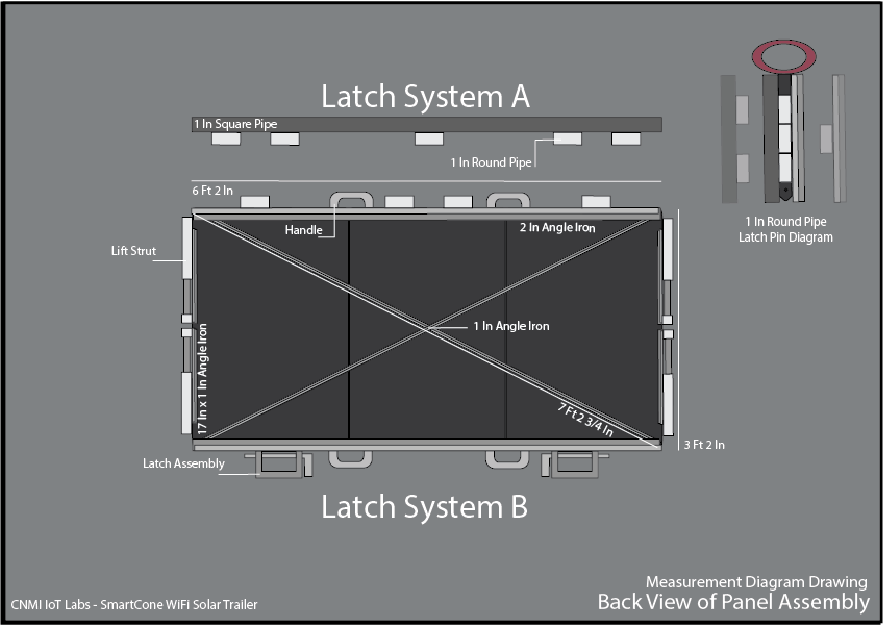 Latch System A
1 In Square Pipe
1 In Round Pipe
6 Ft 2 In
Handle
2 In Angle Iron
Lift Strut
1 In Angle Iron
17 In x 1 In Angle Iron
7 Ft 2 3/4 In
3 Ft 2 In
Latch Assembly
Latch System B
1 In Round Pipe
Latch Pin Diagram
Measurement Diagram Drawing
Back View of Panel Assembly
CNMI IoT Labs - SmartCone WiFi Solar Trailer